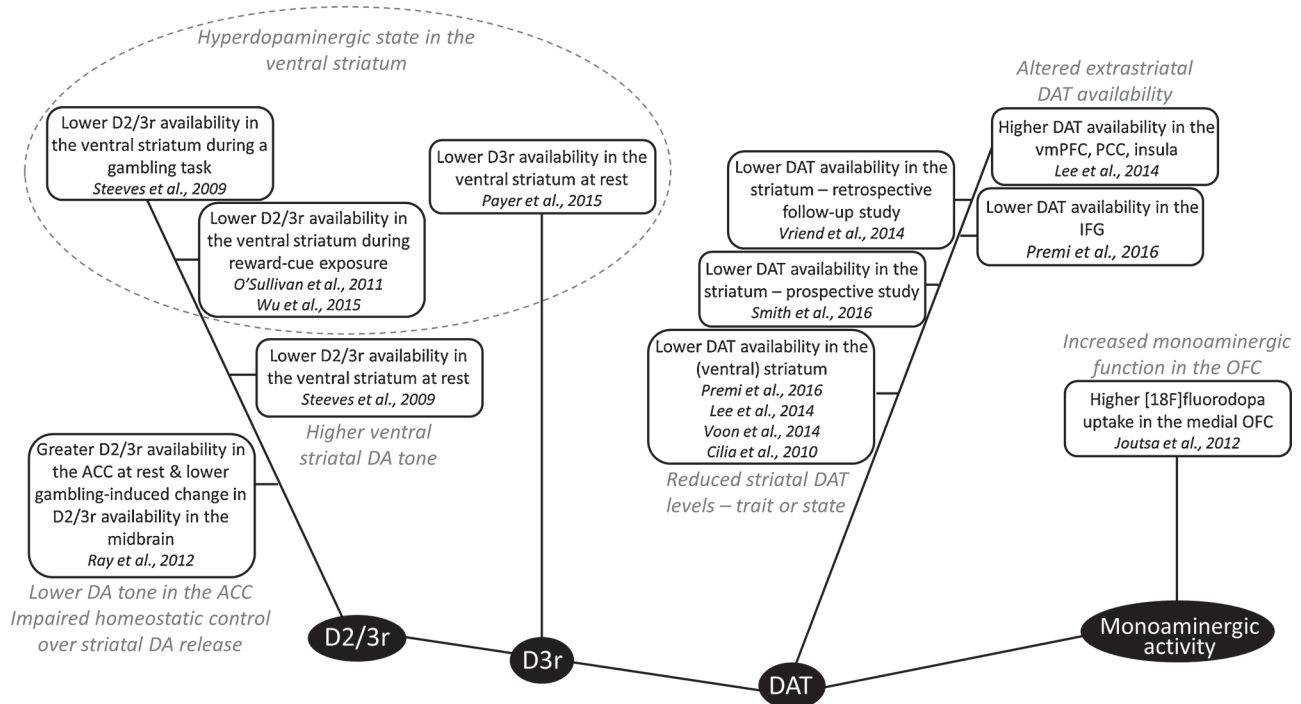 Hyperdopaminergic state in the
ventral striatum
Lower D2/3r availability in
the ventral striatum during a
gambling task
Steeves et al., 2009
Lower D2/3r availability in
the ventral striatum during
reward-cue exposure
O'Sullivan et al., 2011
Wu et al., 2015
Lower D3r availability in the
ventral striatum at rest
Payer et al., 2015
Lower D2/3r availability in
the ventral striatum at rest
Steeves et al., 2009
Higher ventral
striatal DA tone
Greater D2/3r availability in
the ACC at rest & lower
gambling-induced change in
D2/3r availability in the
midbrain
Ray et al., 2012
Lower DA tone in the ACC
Impaired homeostatic control
over striatal DA release
Altered extrastriatal
DAT availability
Higher DAT availability in the
vmPFC, PCC, insula
Lee et al., 2014
Lower DAT availability in the
IFG
Premi et al., 2016
Lower DAT availability in the
striatum – retrospective
follow-up study
Vriend et al., 2014
Lower DAT availability in the
striatum – prospective study
Smith et al., 2016
Lower DAT availability in the
(ventral) striatum
Premi et al., 2016
Lee et al., 2014
Voon et al., 2014
Cilia et al., 2010
Reduced striatal DAT
levels – trait or state
Increased monoaminergic
function in the OFC
Higher [18F]fluorodopa
uptake in the medial OFC
Joutsa et al., 2012
D2/3r
D3r
DAT
Monoaminergic
activity